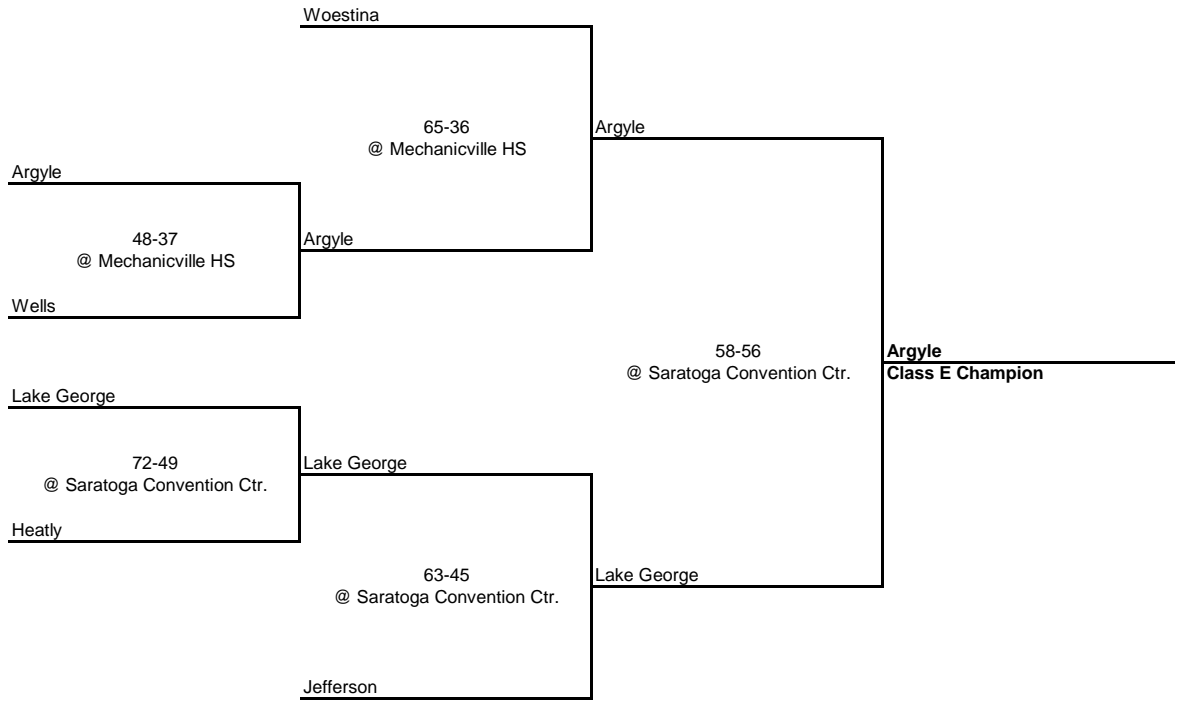 Woestina
65-36
@ Mechanicville HS
Argyle
Argyle
48-37
@ Mechanicville HS
Argyle
Wells
58-56
@ Saratoga Convention Ctr.
Argyle
Class E Champion
Lake George
72-49
@ Saratoga Convention Ctr.
Lake George
Heatly
63-45
@ Saratoga Convention Ctr.
Lake George
Jefferson